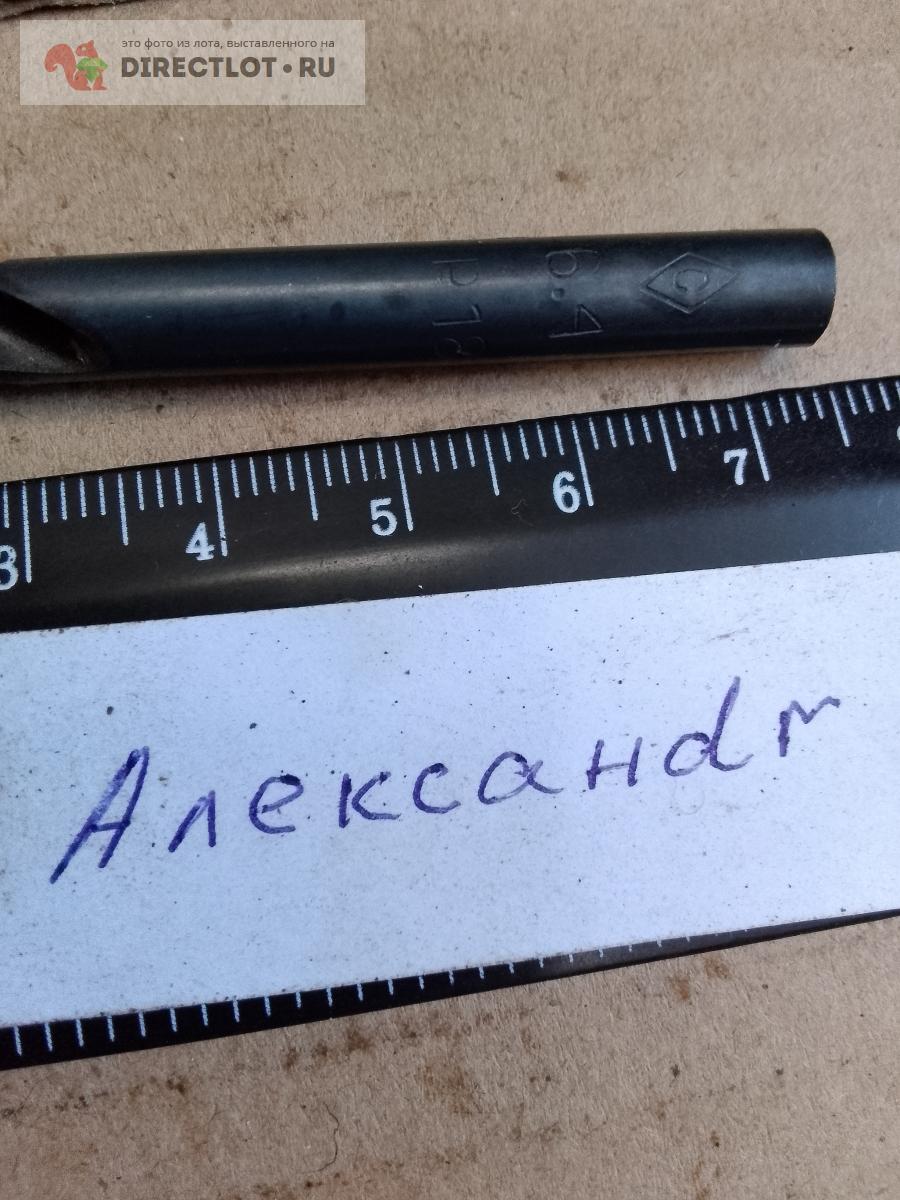 это фото из лота, выставленного на
DIRECTLOT•RU
С
6.4
Р18
3 4 5 6 7
Александr